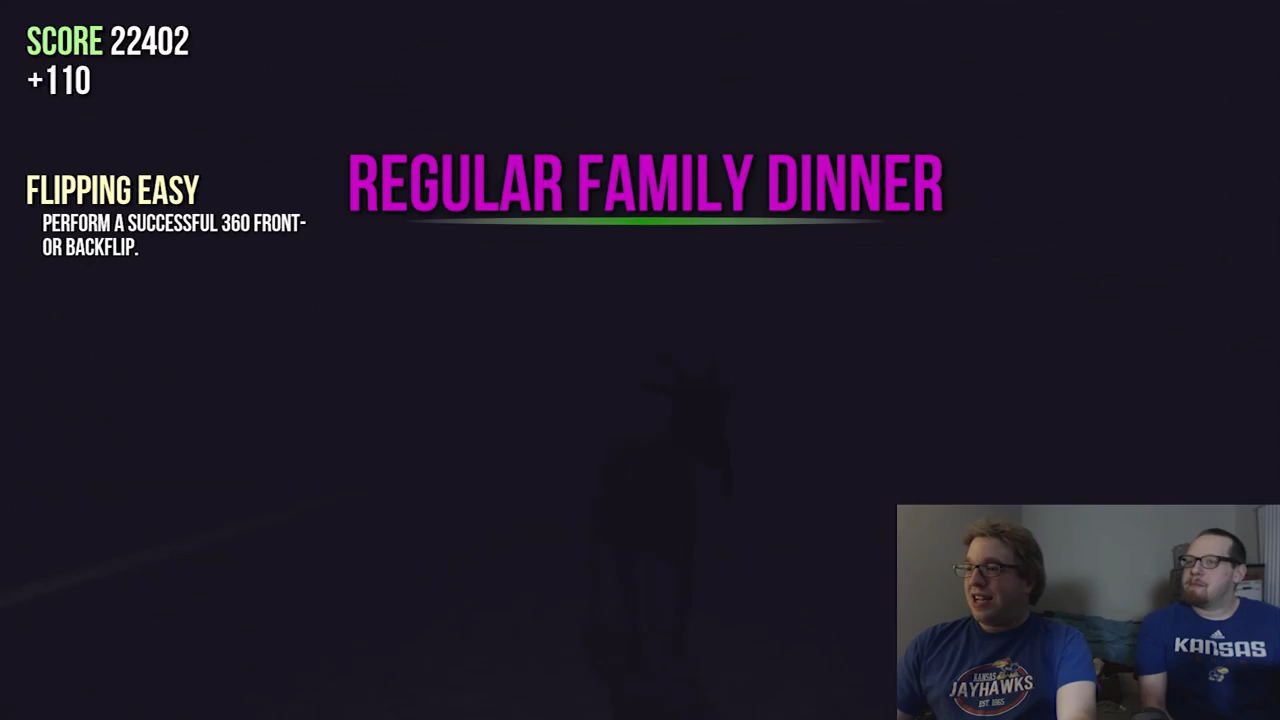 SCORE 22402
+110
REGULAR FAMILY DINNER
FLIPPING EASY
PERFORM A SUCCESSFUL 360 FRONT-
OR BACKFLIP.
KANSAS
JAYHAWKS
EST. 1865
KANSAS